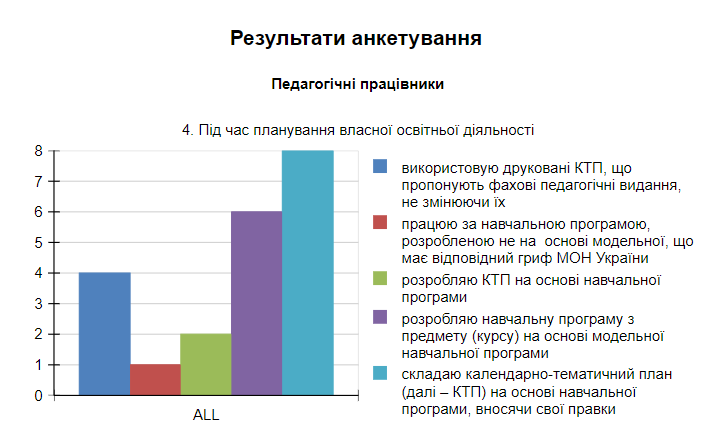 Результати анкетування
Педагогічні працівники
4. Під час планування власної освітньої діяльності
8
7
6
5
4
3
2
1
0
ALL
використовую друковані КТП, що
пропонують фахові педагогічні видання,
не змінюючи їх
працюю за навчальною програмою,
розробленою не на основі модельної, що
має відповідний гриф МОН України
розробляю КТП на основі навчальної
програми
розробляю навчальну програму з
предмету (курсу) на основі модельної
навчальної програми
складаю календарно-тематичний план
(далі – КТП) на основі навчальної
програми, вносячи свої правки